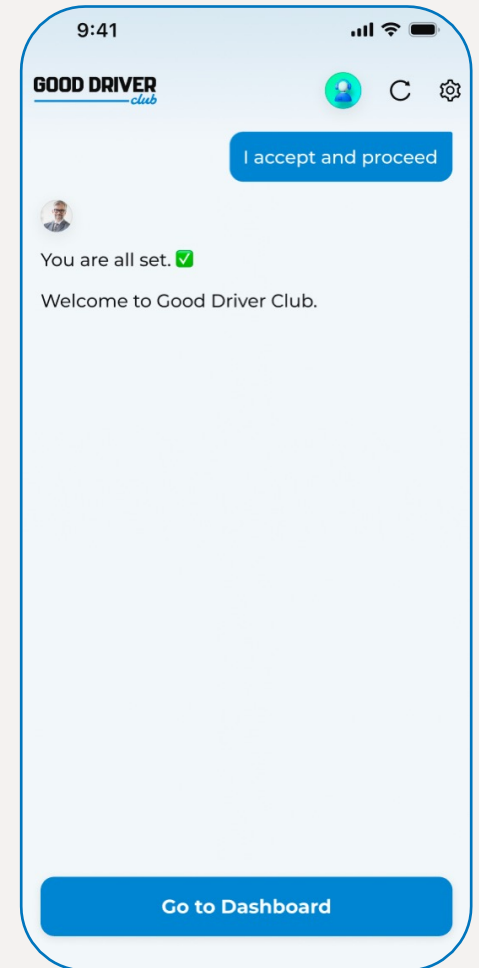 9:41
GOOD DRIVER
club
I accept and proceed
You are all set. ✅
Welcome to Good Driver Club.
Go to Dashboard